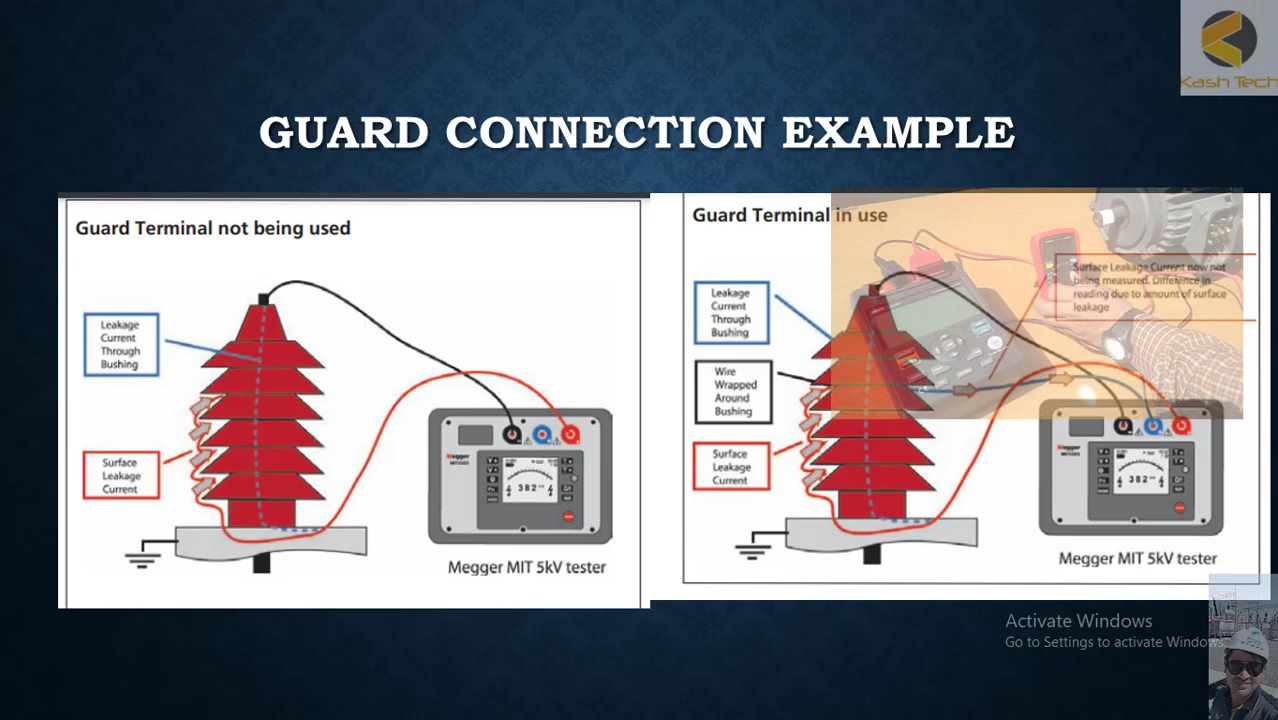 Kash Tech
GUARD CONNECTION EXAMPLE
Guard Terminal not being used
Leakage
Current
Through
Bushing
Surface
Leakage
Current
Megger
382
Megger MIT 5kV tester
Guard Terminal in use
Surface Leakage Current now not
being measured. Difference in
reading due to amount of surface
leakage
Leakage
Current
Through
Bushing
Wire
Wrapped
Around
Bushing
Surface
Leakage
Current
Megger
382
Megger MIT 5kV tester
Activate Windows
Go to Settings to activate Windows.